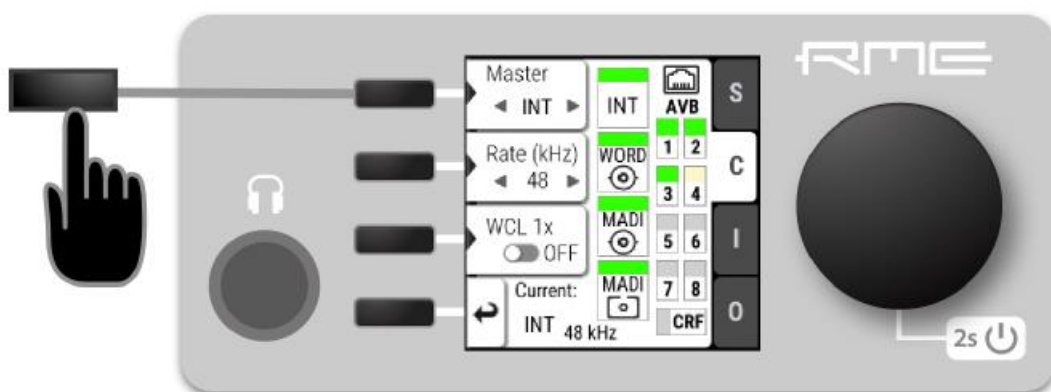 RME
Master
INT
Rate (kHz)
48
WCL 1x
OFF
Current:
INT 48 kHz
INT
WORD
MADI
MADI
AVB
1 2
3 4
5 6
7 8
CRF
S
C
I
O
2s